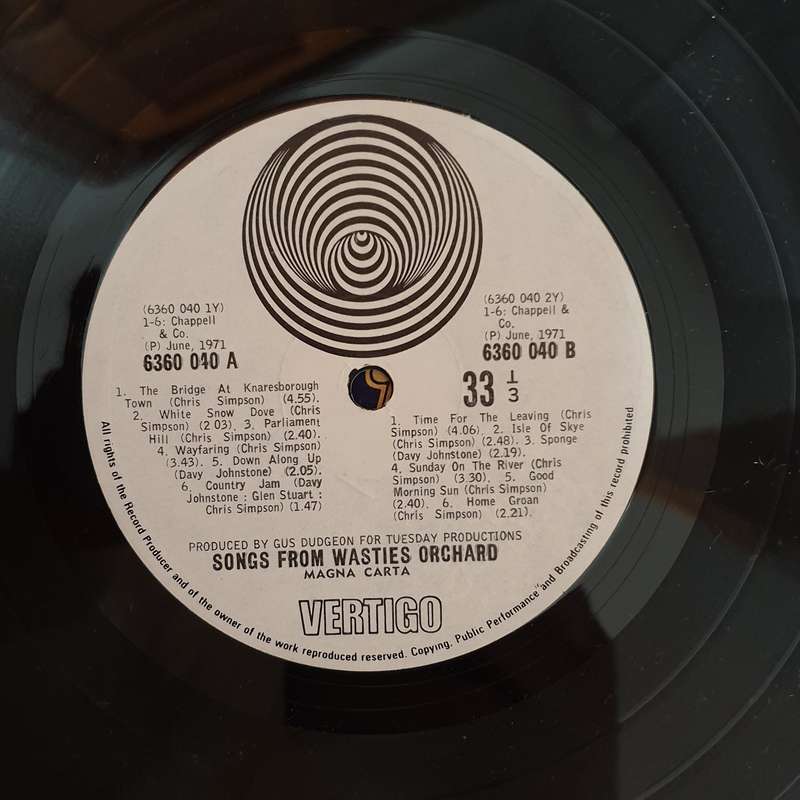 (6360 040 1Y)
1-6: Chappell
& Co.
(P) June, 1971
6360 040 A
1. The Bridge At Knaresborough
Town (Chris Simpson) (4.55).
2. White Snow Dove (Chris
Simpson) (2 03) 3. Parliament
Hill (Chris Simpson) (2.40).
4. Wayfaring (Chris Simpson)
(3.43). 5. Down Along Up
(Davy Johnstone) (2.05).
6. Country Jam (Davy
Johnstone : Glen Stuart :
Chris Simpson) (1.47)
(6360 040 2Y)
1-6: Chappell &
Co.
(P) June, 1971
6360 040 B
33 1/3
1. Time For The Leaving (Chris
Simpson) (4.06). 2. Isle Of Skye
(Chris Simpson) (2.48). 3. Sponge
(Davy Johnstone) (2.19).
4. Sunday On The River (Chris
Simpson) (3.30). 5. Good
Morning Sun (Chris Simpson)
(2.40). 6. Home Groan
(Chris Simpson) (2.21).
PRODUCED BY GUS DUDGEON FOR TUESDAY PRODUCTIONS
SONGS FROM WASTIES ORCHARD
MAGNA CARTA
VERTIGO
All rights of the Record Producer and of the owner of the work reproduced reserved. Copying, Public Performance and Broadcasting of this record prohibited